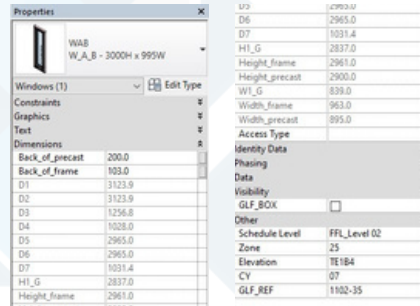 Properties ×
WAB
W_A_B - 3000H x 995W
Windows (1) Edit Type
Constraints
Graphics
Text
Dimensions
Back_of_precast 200.0
Back_of_frame 103.0
D1 3123.9
D2 3123.9
D3 1256.8
D4 1028.0
D5 2965.0
D6 2965.0
D7 1031.4
H1_G 2837.0
Height_frame 2961.0
D5 2965.0
D6 2965.0
D7 1031.4
H1_G 2837.0
Height_frame 2961.0
Height_precast 2900.0
W1_G 839.0
Width_frame 963.0
Width_precast 895.0
Access Type
Identity Data
Phasing
Data
Visibility
GLF_BOX
Other
Schedule Level FFL_Level 02
Zone 25
Elevation TE1B4
CY 07
GLF_REF 1102-35